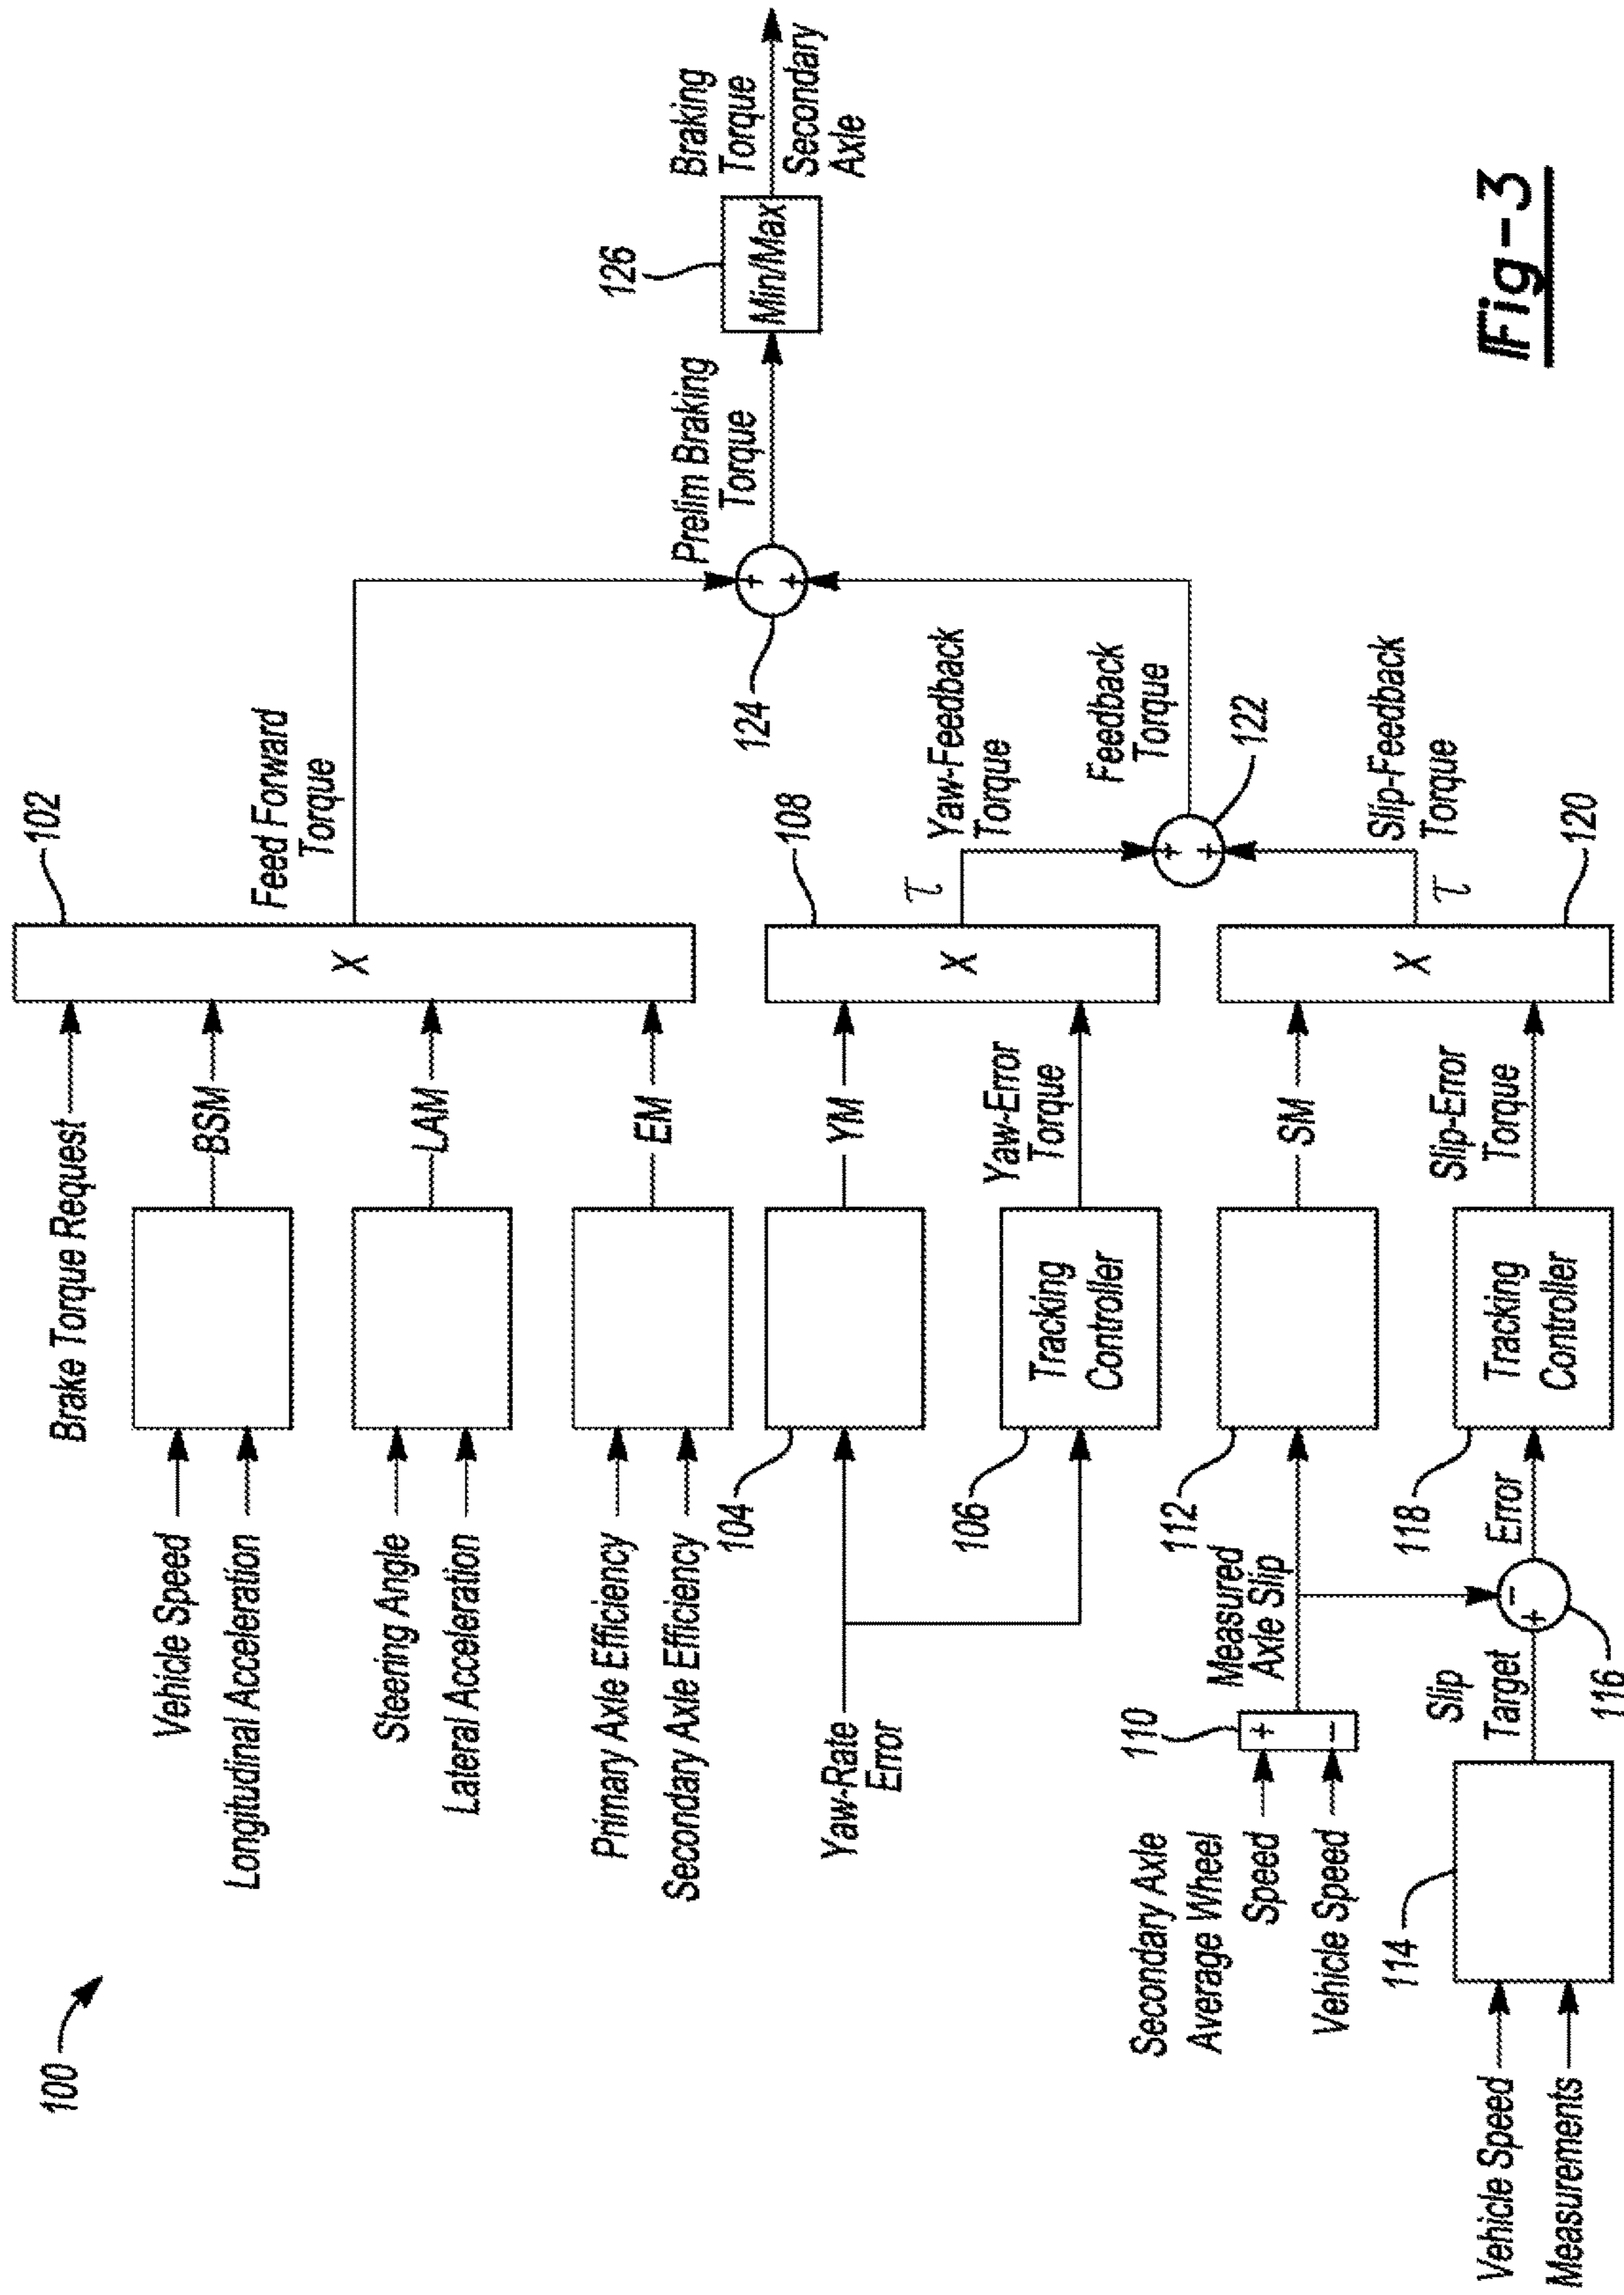 100
Brake Torque Request
Vehicle Speed
Longitudinal Acceleration
BSM
Steering Angle
Lateral Acceleration
LAM
Primary Axle Efficiency
Secondary Axle Efficiency
EM
X
102
Feed Forward
Torque
Yaw-Rate
Error
104
YM
106
Tracking
Controller
Yaw-Error
Torque
X
108
τ
Yaw-Feedback
Torque
Secondary Axle
Average Wheel
Speed
Vehicle Speed
110
+
−
Measured
Axle Slip
112
SM
Vehicle Speed
Measurements
114
Slip
Target
+
−
116
Error
118
Tracking
Controller
Slip-Error
Torque
X
120
τ
Slip-Feedback
Torque
+
+
122
Feedback
Torque
+
+
124
Prelim Braking
Torque
126
Min/Max
Braking
Torque
Secondary
Axle
Fig-3